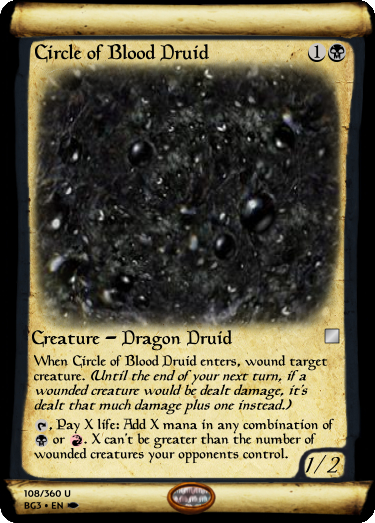 Circle of Blood Druid 1
Creature – Dragon Druid
When Circle of Blood Druid enters, wound target
creature. (Until the end of your next turn, if a
wounded creature would be dealt damage, it's
dealt that much damage plus one instead.)
, Pay X life: Add X mana in any combination of
or . X can't be greater than the number of
wounded creatures your opponents control.
1/2
108/360 U
BG3 • EN